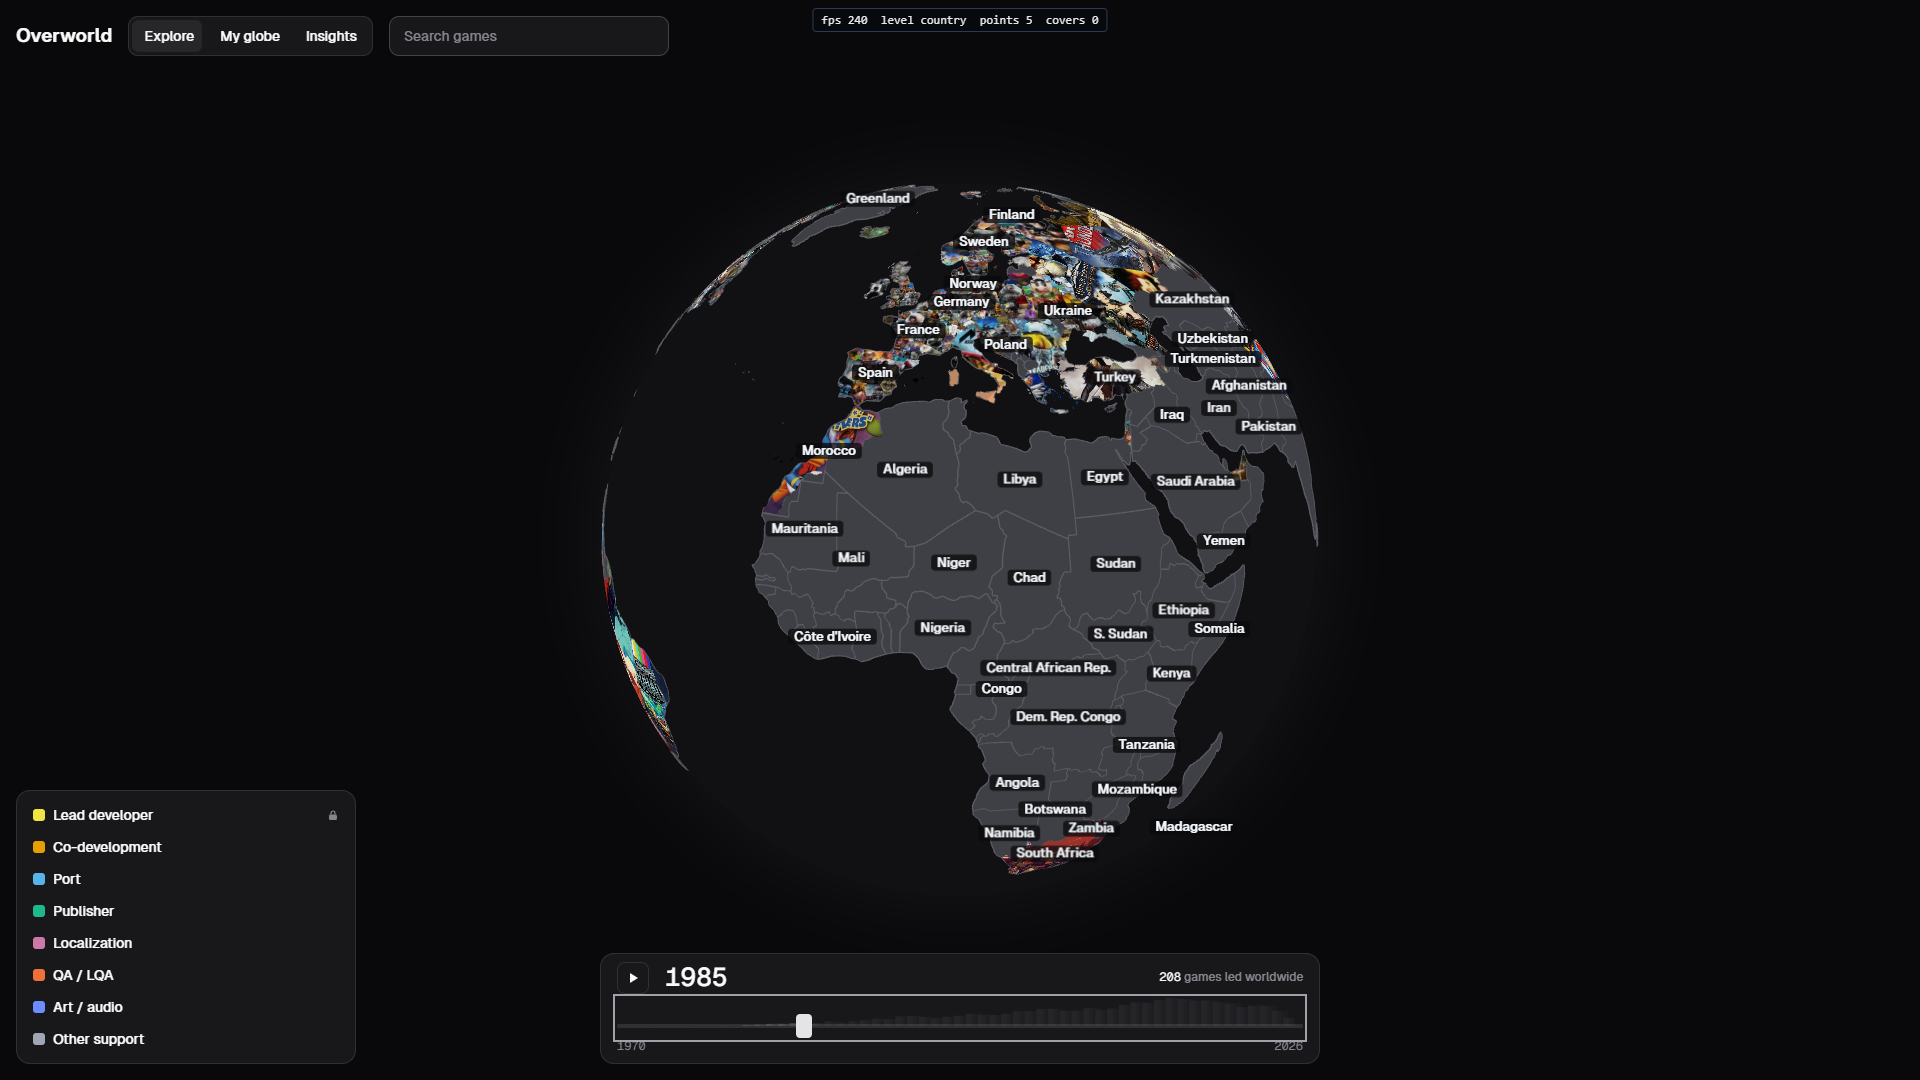 Overworld
Explore
My globe
Insights
Search games
fps 240 level country points 5 covers 0
Greenland
Finland
Sweden
Norway
Germany
Ukraine
Kazakhstan
France
Poland
Uzbekistan
Turkmenistan
Spain
Turkey
Afghanistan
Iraq
Iran
Pakistan
Morocco
Algeria
Libya
Egypt
Saudi Arabia
Mauritania
Yemen
Mali
Niger
Chad
Sudan
Ethiopia
Côte d'Ivoire
Nigeria
S. Sudan
Somalia
Central African Rep.
Kenya
Congo
Dem. Rep. Congo
Tanzania
Angola
Mozambique
Botswana
Namibia
Zambia
Madagascar
South Africa
Lead developer
Co-development
Port
Publisher
Localization
QA / LQA
Art / audio
Other support
1985
208 games led worldwide
1970
2026